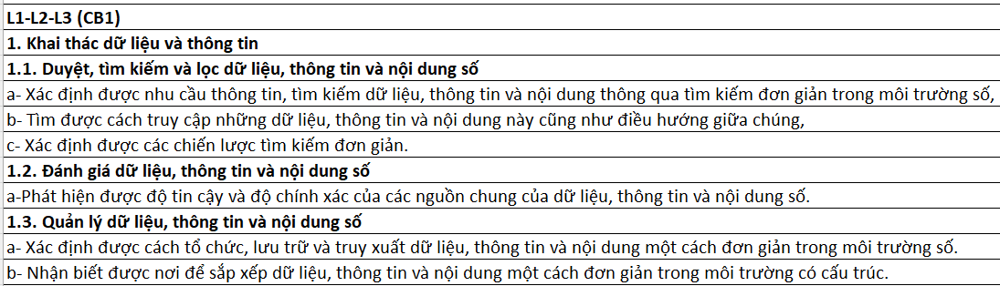 L1-L2-L3 (CB1)
1. Khai thác dữ liệu và thông tin
1.1. Duyệt, tìm kiếm và lọc dữ liệu, thông tin và nội dung số
a- Xác định được nhu cầu thông tin, tìm kiếm dữ liệu, thông tin và nội dung thông qua tìm kiếm đơn giản trong môi trường số,
b- Tìm được cách truy cập những dữ liệu, thông tin và nội dung này cũng như điều hướng giữa chúng,
c- Xác định được các chiến lược tìm kiếm đơn giản.
1.2. Đánh giá dữ liệu, thông tin và nội dung số
a-Phát hiện được độ tin cậy và độ chính xác của các nguồn chung của dữ liệu, thông tin và nội dung số.
1.3. Quản lý dữ liệu, thông tin và nội dung số
a- Xác định được cách tổ chức, lưu trữ và truy xuất dữ liệu, thông tin và nội dung một cách đơn giản trong môi trường số.
b- Nhận biết được nơi để sắp xếp dữ liệu, thông tin và nội dung một cách đơn giản trong môi trường có cấu trúc.